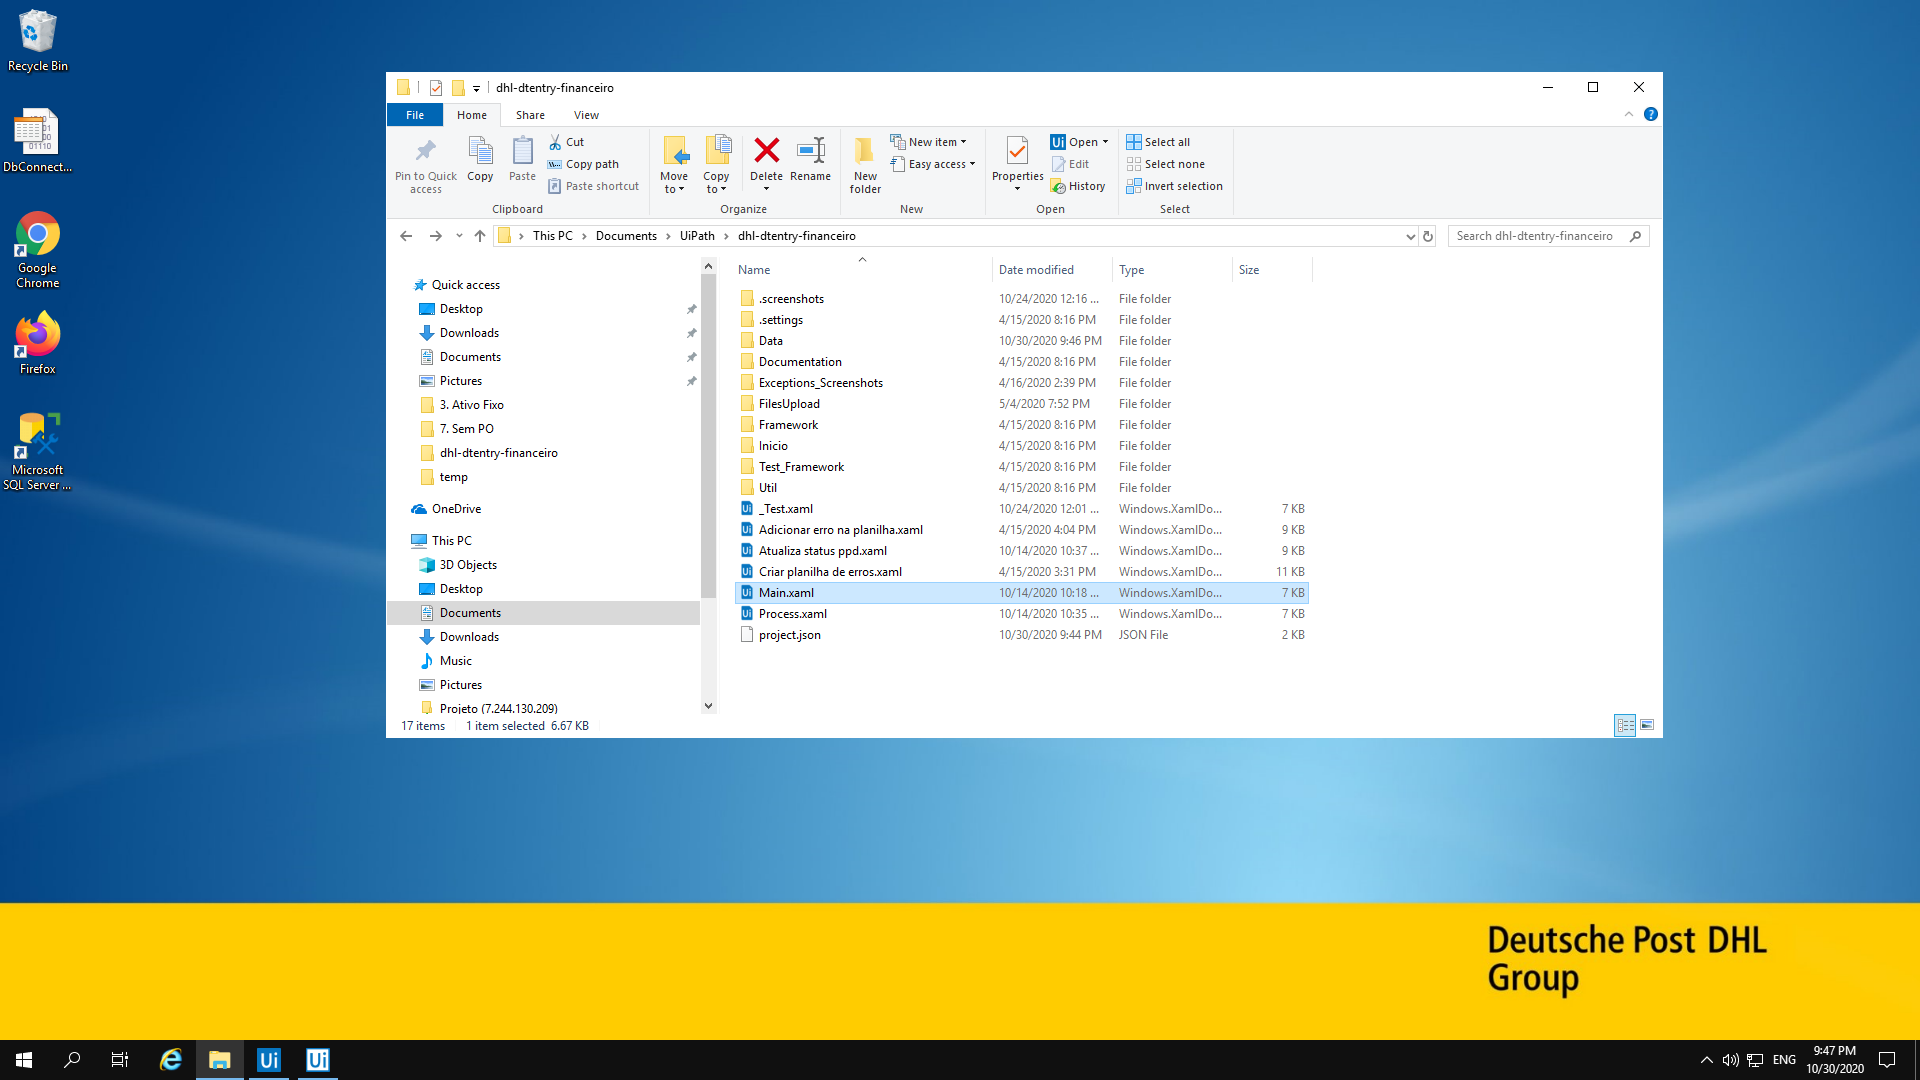 Recycle Bin
DbConnect...
Google
Chrome
Firefox
Microsoft
SQL Server ...
dhl-dtentry-financeiro
File
Home
Share
View
Pin to Quick
access
Copy
Paste
Cut
Copy path
Paste shortcut
Clipboard
Move
to
Copy
to
Delete
Rename
Organize
New
folder
New item
Easy access
New
Properties
Open
Edit
History
Open
Select all
Select none
Invert selection
Select
This PC > Documents > UiPath > dhl-dtentry-financeiro
Search dhl-dtentry-financeiro
Quick access
Desktop
Downloads
Documents
Pictures
3. Ativo Fixo
7. Sem PO
dhl-dtentry-financeiro
temp
OneDrive
This PC
3D Objects
Desktop
Documents
Downloads
Music
Pictures
Projeto (7.244.130.209)
Name Date modified Type Size
.screenshots 10/24/2020 12:16 ... File folder
.settings 4/15/2020 8:16 PM File folder
Data 10/30/2020 9:46 PM File folder
Documentation 4/15/2020 8:16 PM File folder
Exceptions_Screenshots 4/16/2020 2:39 PM File folder
FilesUpload 5/4/2020 7:52 PM File folder
Framework 4/15/2020 8:16 PM File folder
Inicio 4/15/2020 8:16 PM File folder
Test_Framework 4/15/2020 8:16 PM File folder
Util 4/15/2020 8:16 PM File folder
_Test.xaml 10/24/2020 12:01 ... Windows.XamlDo... 7 KB
Adicionar erro na planilha.xaml 4/15/2020 4:04 PM Windows.XamlDo... 9 KB
Atualiza status ppd.xaml 10/14/2020 10:37 ... Windows.XamlDo... 9 KB
Criar planilha de erros.xaml 4/15/2020 3:31 PM Windows.XamlDo... 11 KB
Main.xaml 10/14/2020 10:18 ... Windows.XamlDo... 7 KB
Process.xaml 10/14/2020 10:35 ... Windows.XamlDo... 7 KB
project.json 10/30/2020 9:44 PM JSON File 2 KB
17 items 1 item selected 6.67 KB
Deutsche Post DHL
Group
Ui
Ui
ENG
9:47 PM
10/30/2020